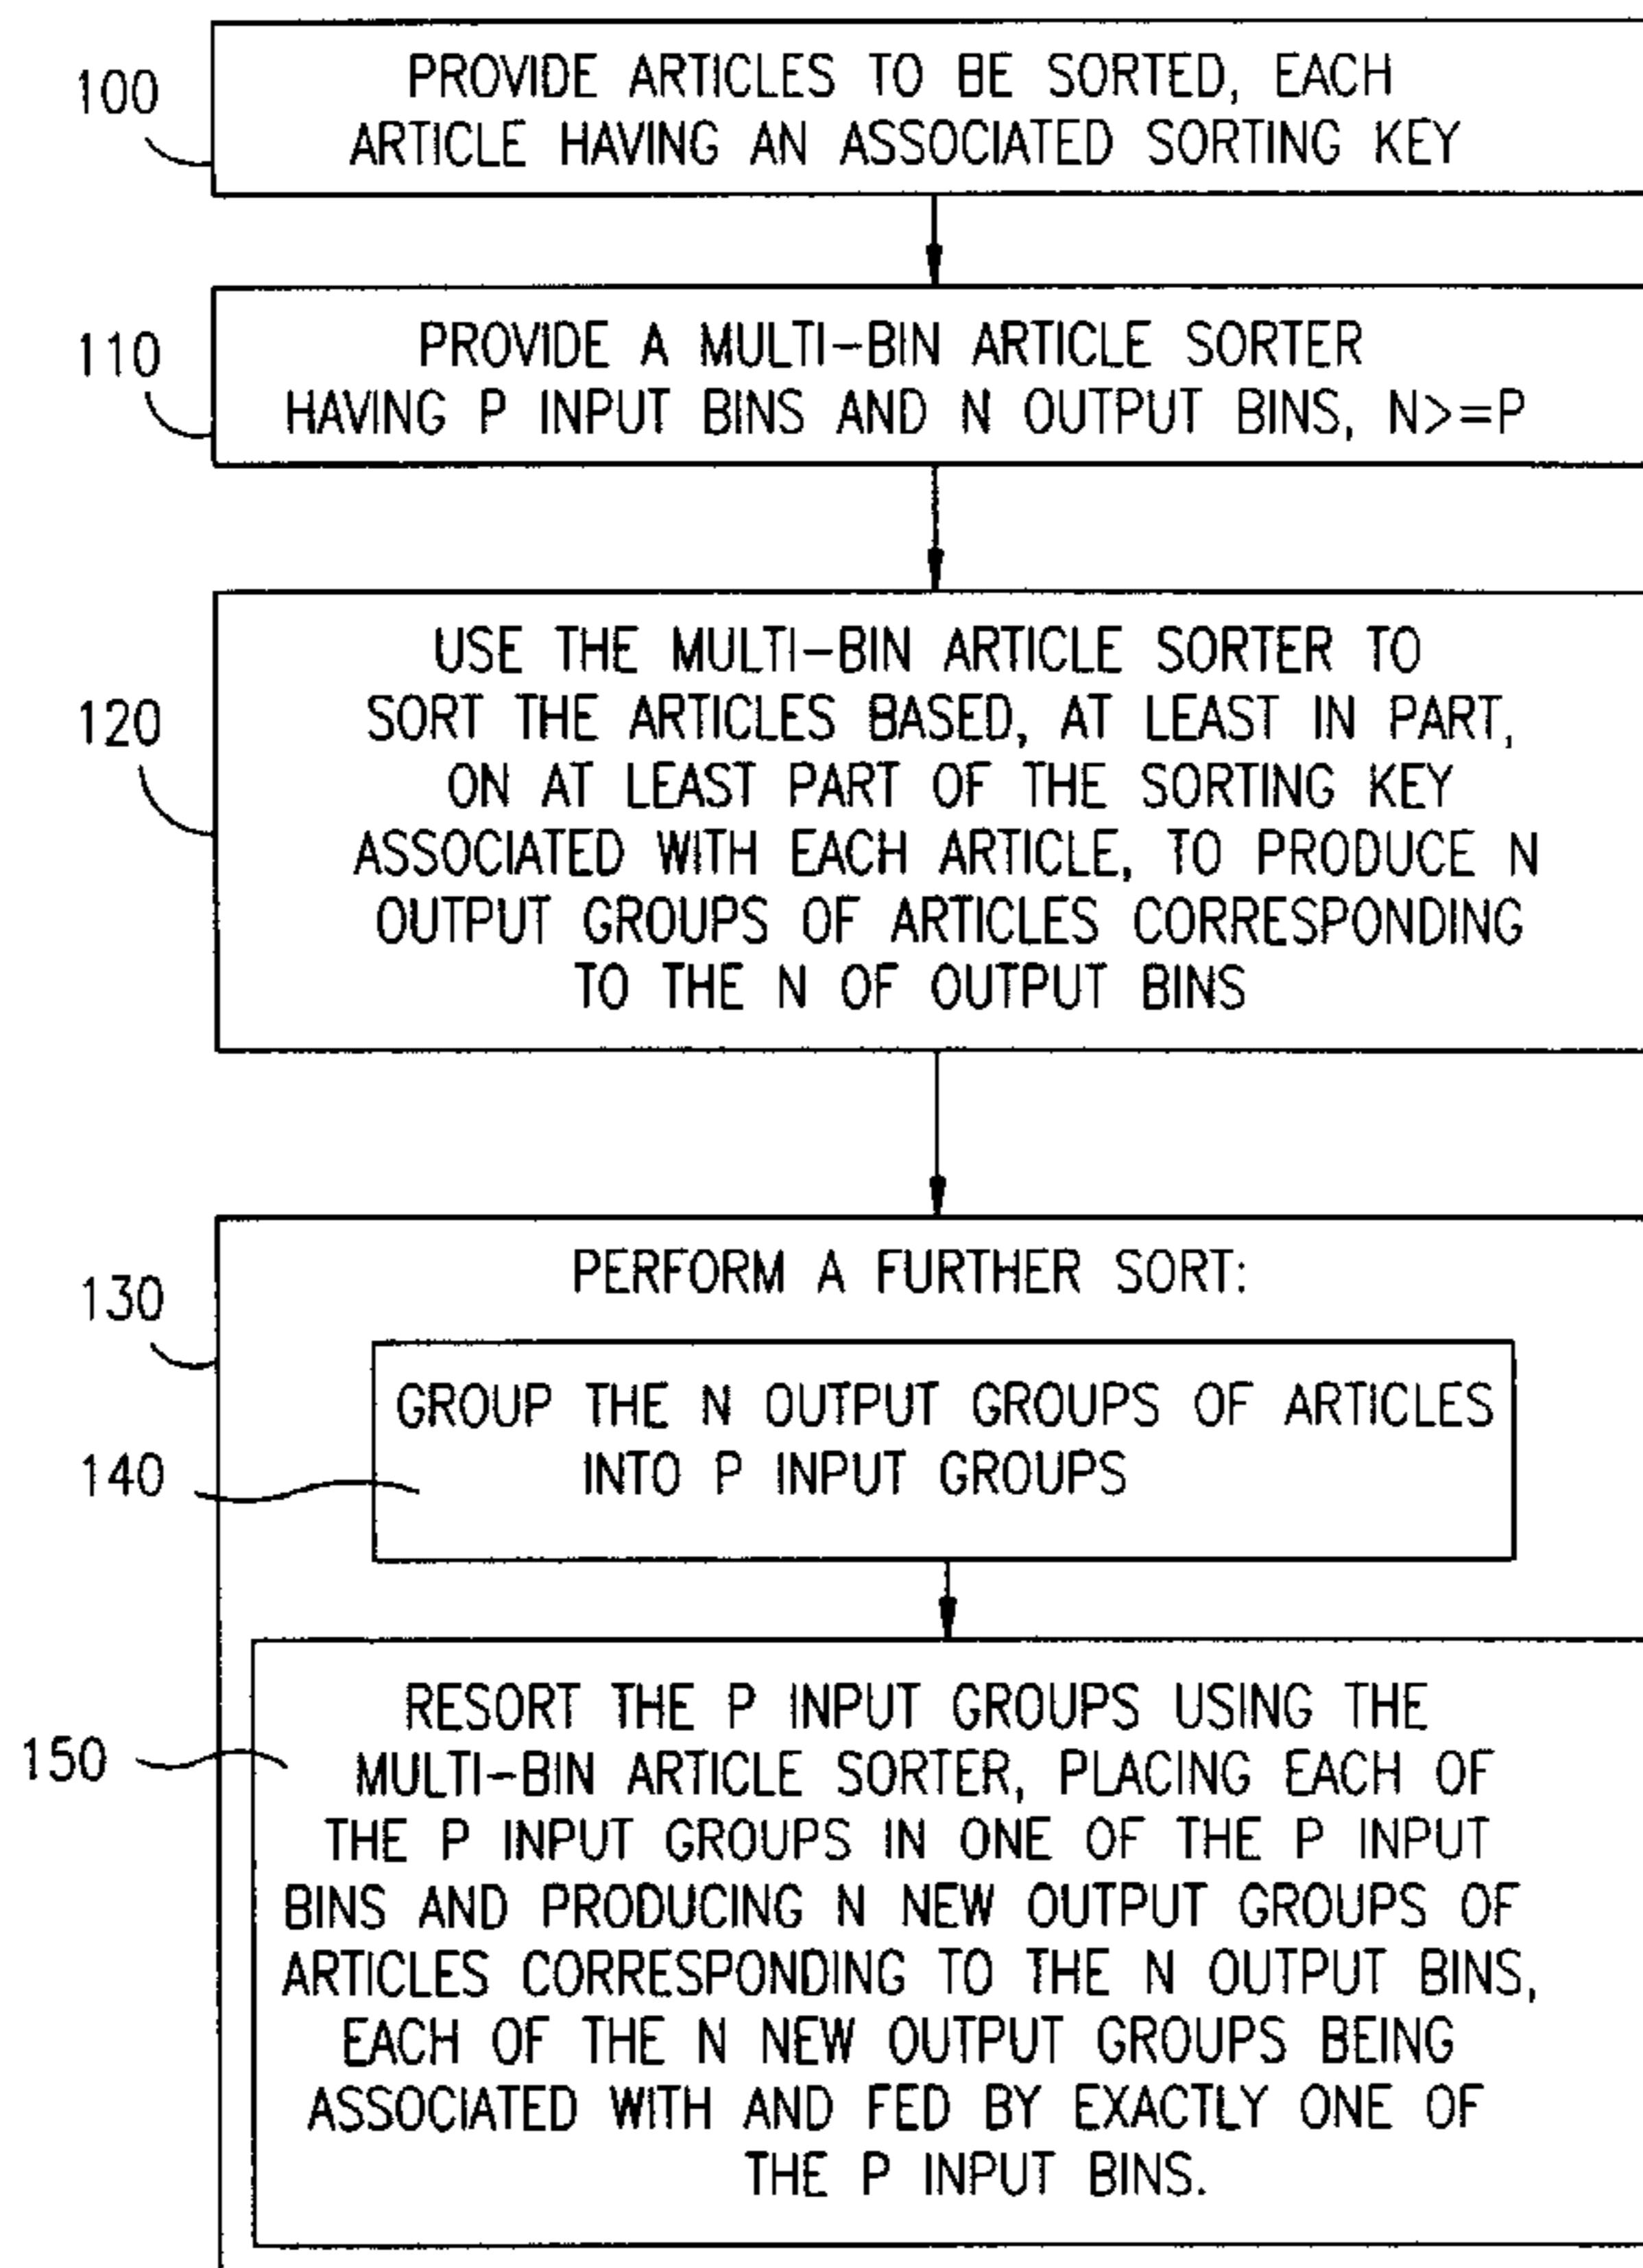 100
PROVIDE ARTICLES TO BE SORTED, EACH
ARTICLE HAVING AN ASSOCIATED SORTING KEY
110
PROVIDE A MULTI-BIN ARTICLE SORTER
HAVING P INPUT BINS AND N OUTPUT BINS, N>=P
120
USE THE MULTI-BIN ARTICLE SORTER TO
SORT THE ARTICLES BASED, AT LEAST IN PART,
ON AT LEAST PART OF THE SORTING KEY
ASSOCIATED WITH EACH ARTICLE, TO PRODUCE N
OUTPUT GROUPS OF ARTICLES CORRESPONDING
TO THE N OF OUTPUT BINS
130
PERFORM A FURTHER SORT:
140
GROUP THE N OUTPUT GROUPS OF ARTICLES
INTO P INPUT GROUPS
150
RESORT THE P INPUT GROUPS USING THE
MULTI-BIN ARTICLE SORTER, PLACING EACH OF
THE P INPUT GROUPS IN ONE OF THE P INPUT
BINS AND PRODUCING N NEW OUTPUT GROUPS OF
ARTICLES CORRESPONDING TO THE N OUTPUT BINS,
EACH OF THE N NEW OUTPUT GROUPS BEING
ASSOCIATED WITH AND FED BY EXACTLY ONE OF
THE P INPUT BINS.